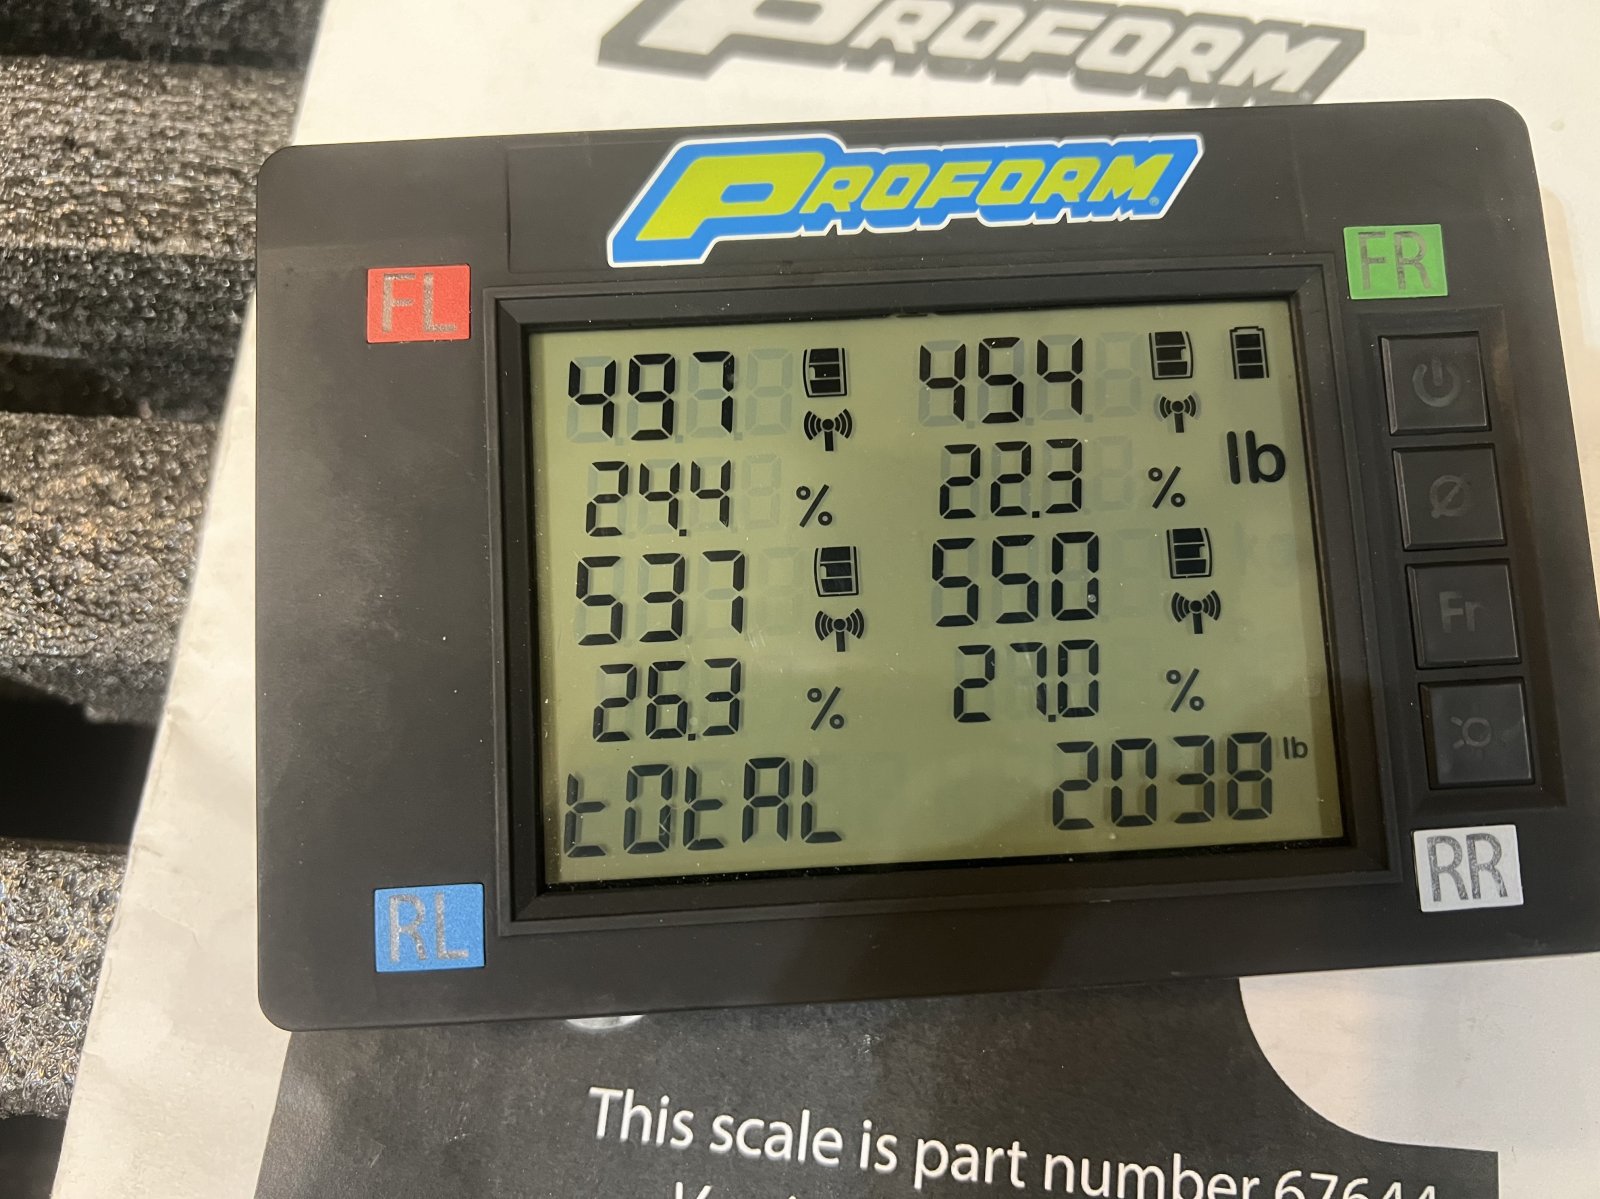 PROFORM
PROFORM
FL FR
497 454
24.4 % 22.3 % lb
537 550
26.3 % 27.0 %
tOtAL 2038 lb
Fr
RL RR
This scale is part number 67644